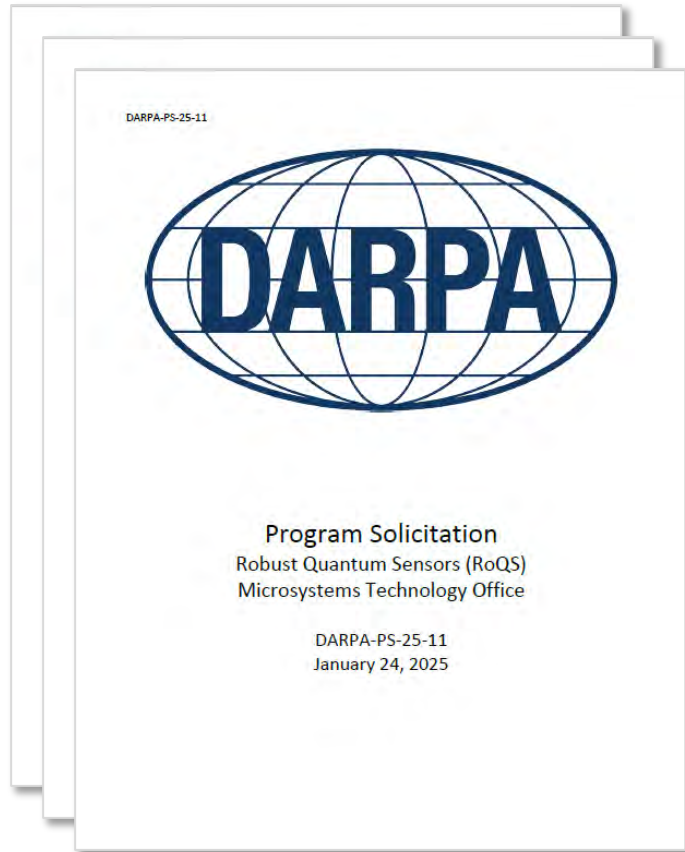 DARPA-PS-25-11
DARPA
Program Solicitation
Robust Quantum Sensors (RoQS)
Microsystems Technology Office
DARPA-PS-25-11
January 24, 2025